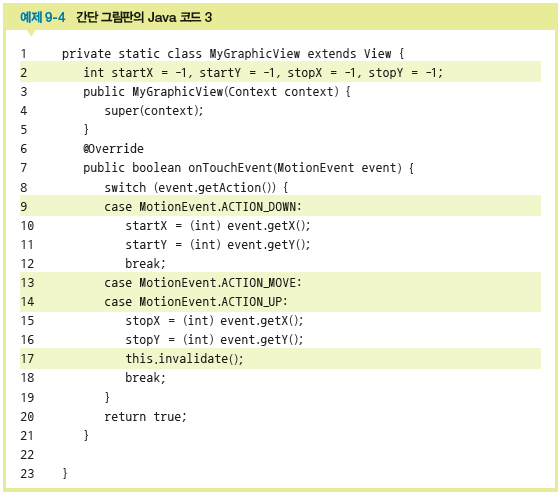 예제 9-4 간단 그림판의 Java 코드 3
1 private static class MyGraphicView extends View {
2 int startX = -1, startY = -1, stopX = -1, stopY = -1;
3 public MyGraphicView(Context context) {
4 super(context);
5 }
6 @Override
7 public boolean onTouchEvent(MotionEvent event) {
8 switch (event.getAction()) {
9 case MotionEvent.ACTION_DOWN:
10 startX = (int) event.getX();
11 startY = (int) event.getY();
12 break;
13 case MotionEvent.ACTION_MOVE:
14 case MotionEvent.ACTION_UP:
15 stopX = (int) event.getX();
16 stopY = (int) event.getY();
17 this.invalidate();
18 break;
19 }
20 return true;
21 }
22
23 }